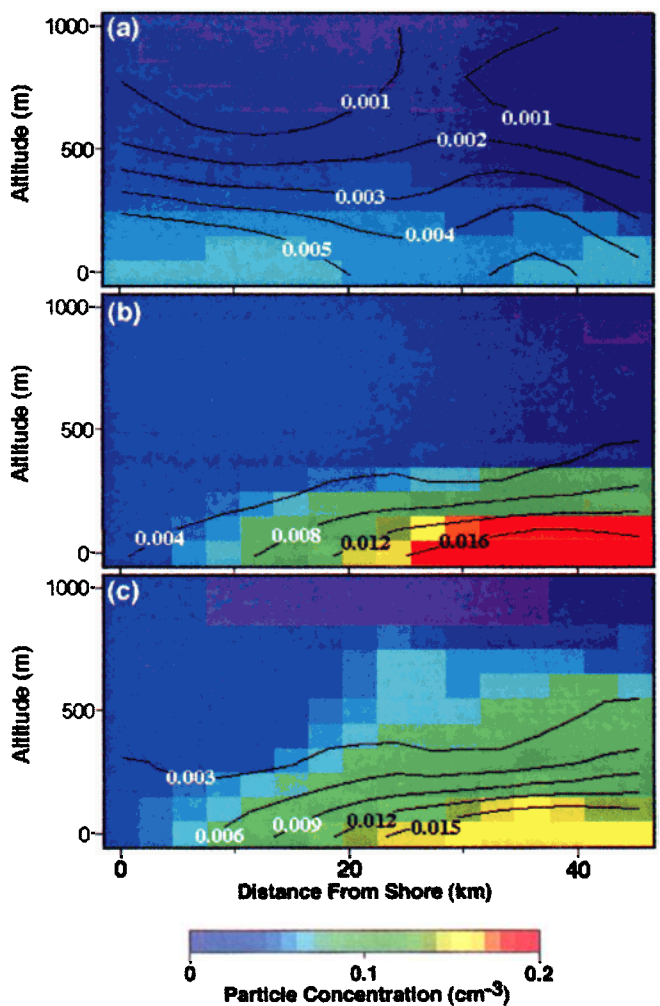 (a)
1000
500
0
Altitude (m)
0.001
0.001
0.002
0.003
0.004
0.005
(b)
1000
500
0
Altitude (m)
0.004
0.008
0.012
0.016
(c)
1000
500
0
Altitude (m)
0.003
0.006
0.009
0.012
0.015
0 20 40
Distance From Shore (km)
0 0.1 0.2
Particle Concentration (cm⁻³)